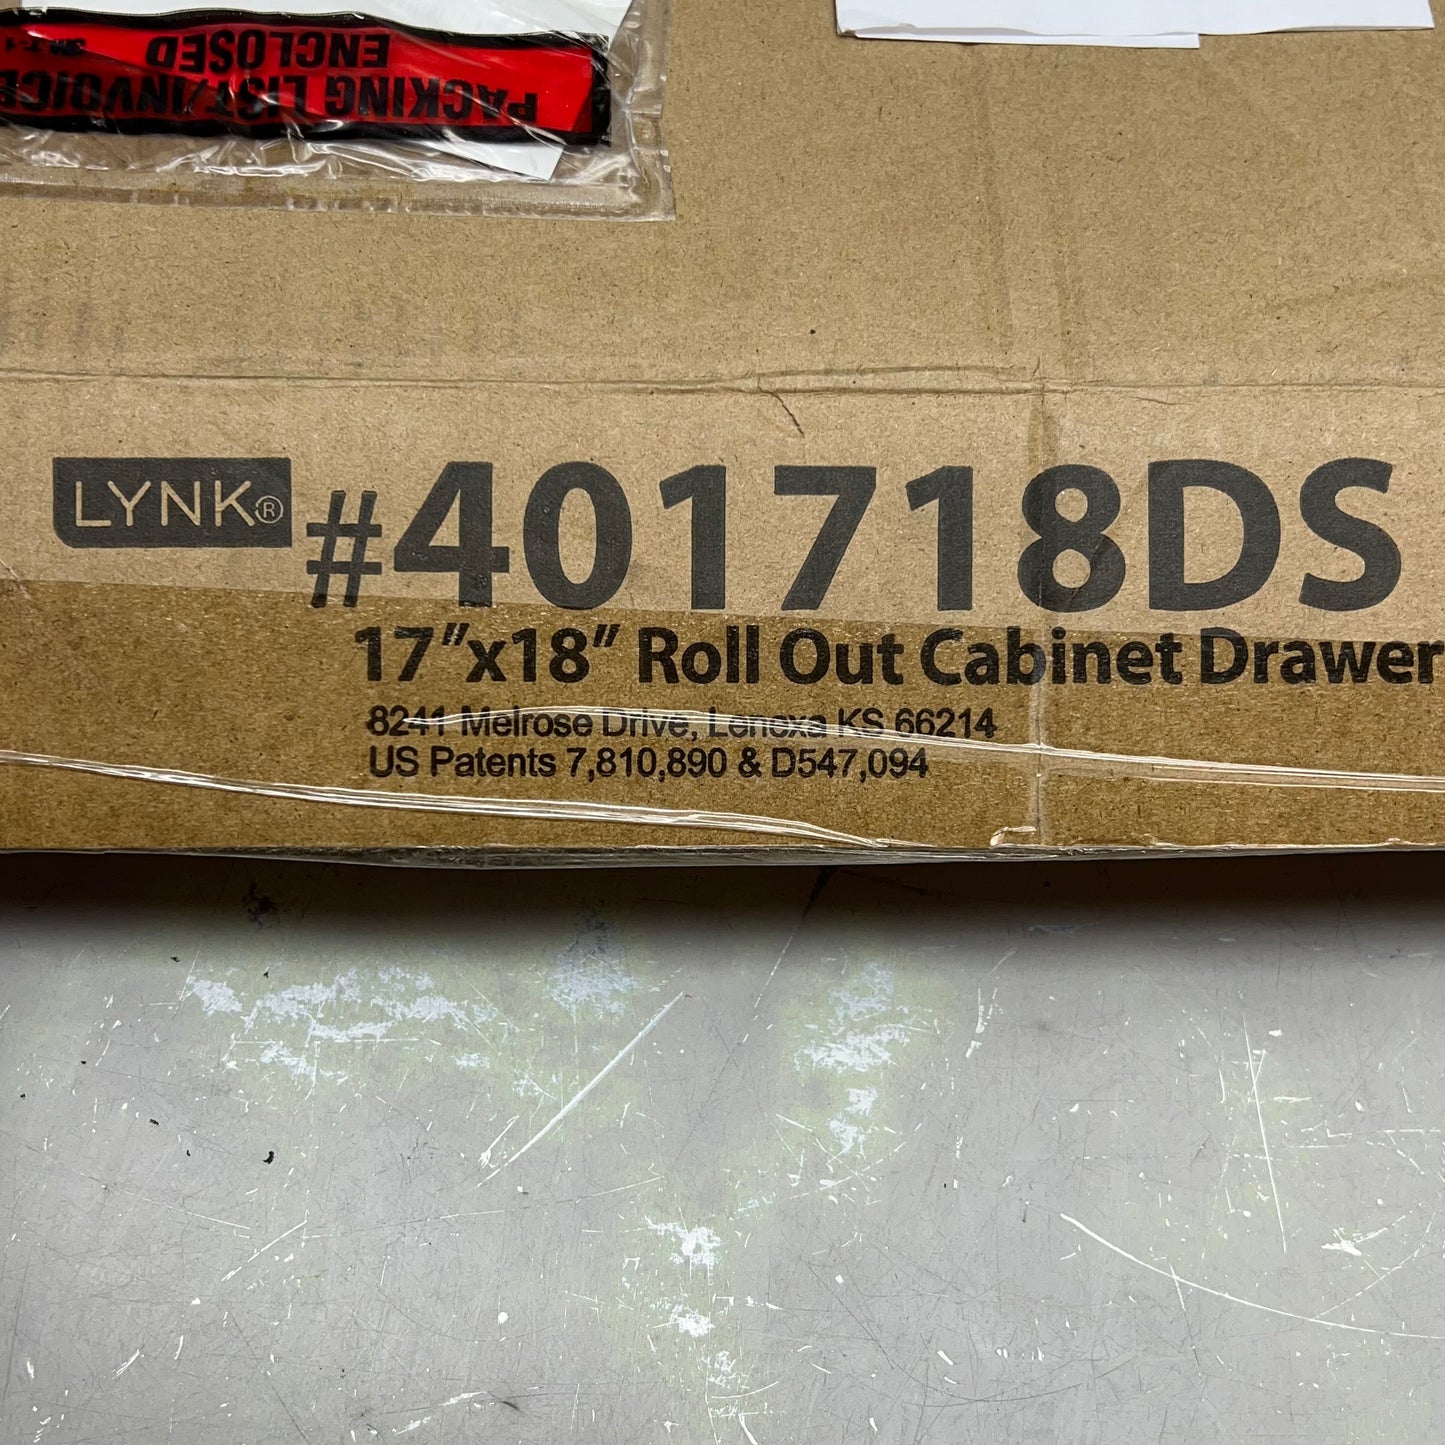 PACKING LIST/INVOICE
ENCLOSED
LYNK® #401718DS
17"x18" Roll Out Cabinet Drawer
8241 Melrose Drive, Lenexa KS 66214
US Patents 7,810,890 & D547,094